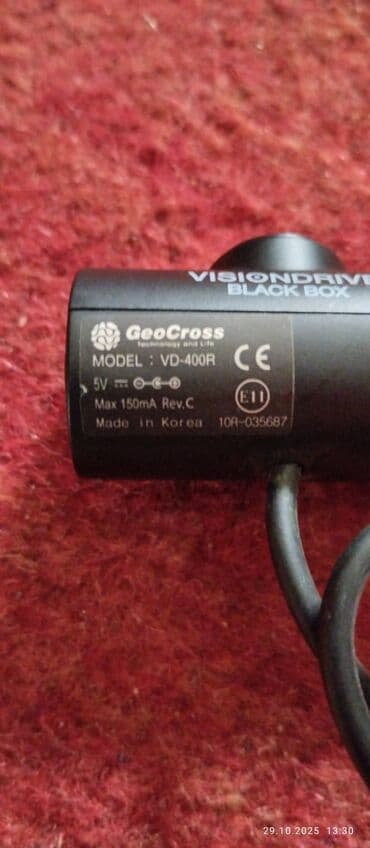 VISIONDRIVE
BLACK BOX
GeoCross
Technology and Life
MODEL : VD-400R CE
5V
E11
Max 150mA Rev.C
Made in Korea 10R-035687
29.10.2025 13:30